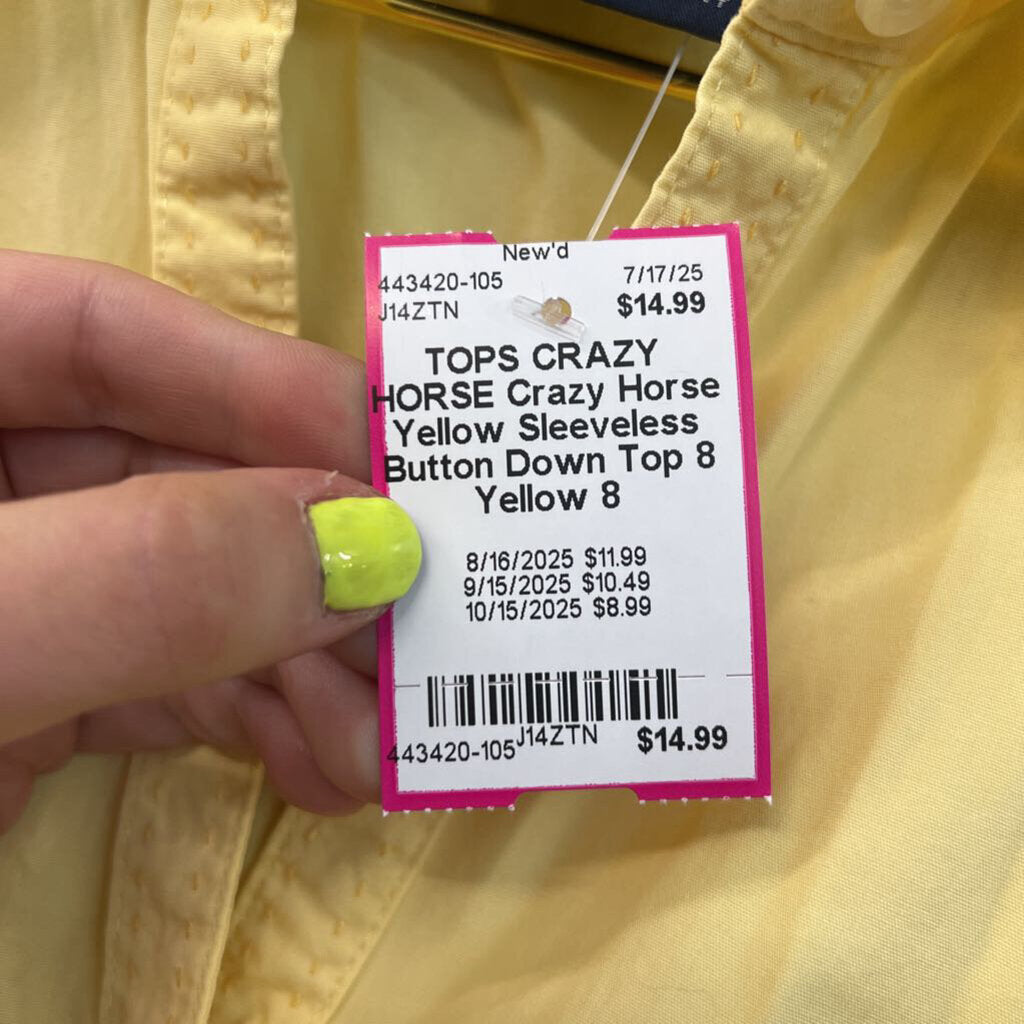 New'd
443420-105 7/17/25
J14ZTN $14.99
TOPS CRAZY
HORSE Crazy Horse
Yellow Sleeveless
Button Down Top 8
Yellow 8
8/16/2025 $11.99
9/15/2025 $10.49
10/15/2025 $8.99
443420-105 J14ZTN $14.99